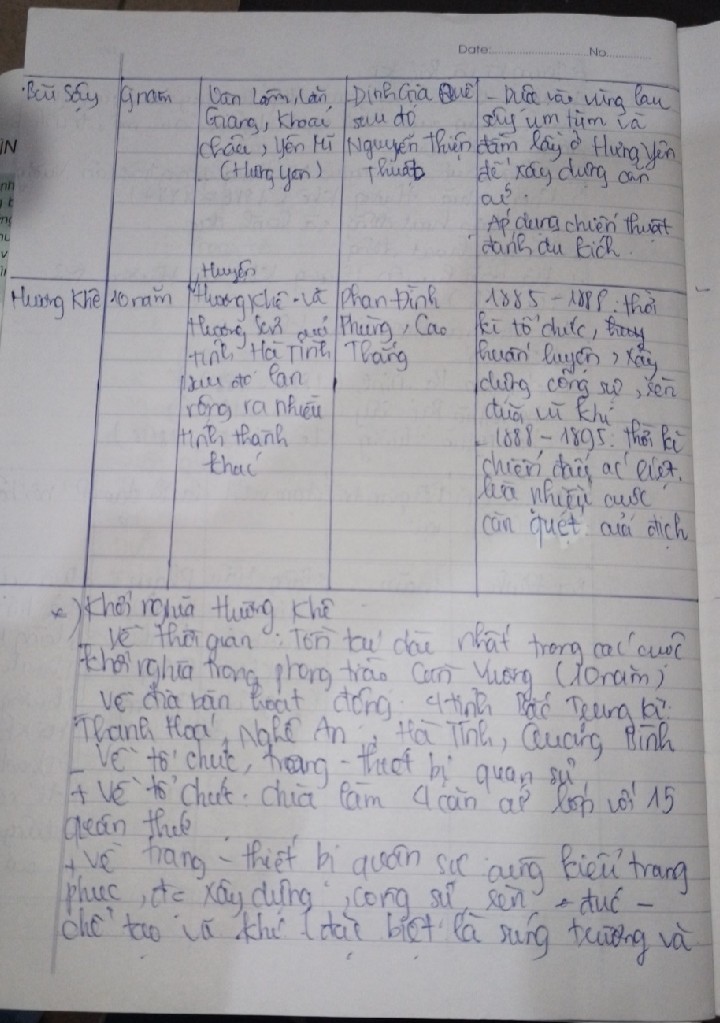 Date: No
Bãi Sậy
9 năm
Văn Lâm, Văn
Giang, Khoái
châu, Yên Mĩ
(Hưng Yên)
Đinh Gia Quế
sau đó
Nguyễn Thiện
Thuật
- Dựa vào vùng lau
sậy um tùm và
đầm lầy ở Hưng Yên
để xây dựng căn
cứ.
. Áp dụng chiến thuật
đánh du kích.
Hương Khê
10 năm
Huyện
Hương Khê và
Hương Sơn
tỉnh Hà Tĩnh
sau đó lan
rộng ra nhiều
tỉnh thành
khác
Phan Đình
Phùng, Cao
Thắng
1885 - 1888: thời
kì tổ chức,
huấn luyện, xây
dựng công sự, rèn
đúc vũ khí
- 1888 - 1895: thời kì
chiến đấu ác liệt,
nhiều cuộc
càn quét của địch
*) Khởi nghĩa Hương Khê
Về thời gian: Tồn tại dài nhất trong các cuộc
khởi nghĩa trong phong trào Cần Vương (10 năm)
Về địa bàn hoạt động: 4 tỉnh Bắc Trung kì:
Thanh Hoá, Nghệ An, Hà Tĩnh, Quảng Bình
- Về tổ chức, trang - thiết bị quân sự
+ Về tổ chức: chia làm 4 căn cứ lớn với 15
quân thứ
+ Về trang - thiết bị quân sự cùng kiểu trang
phục, đc xây dựng, công sự, rèn - đúc -
chế tạo vũ khí (đặc biệt là súng trường và